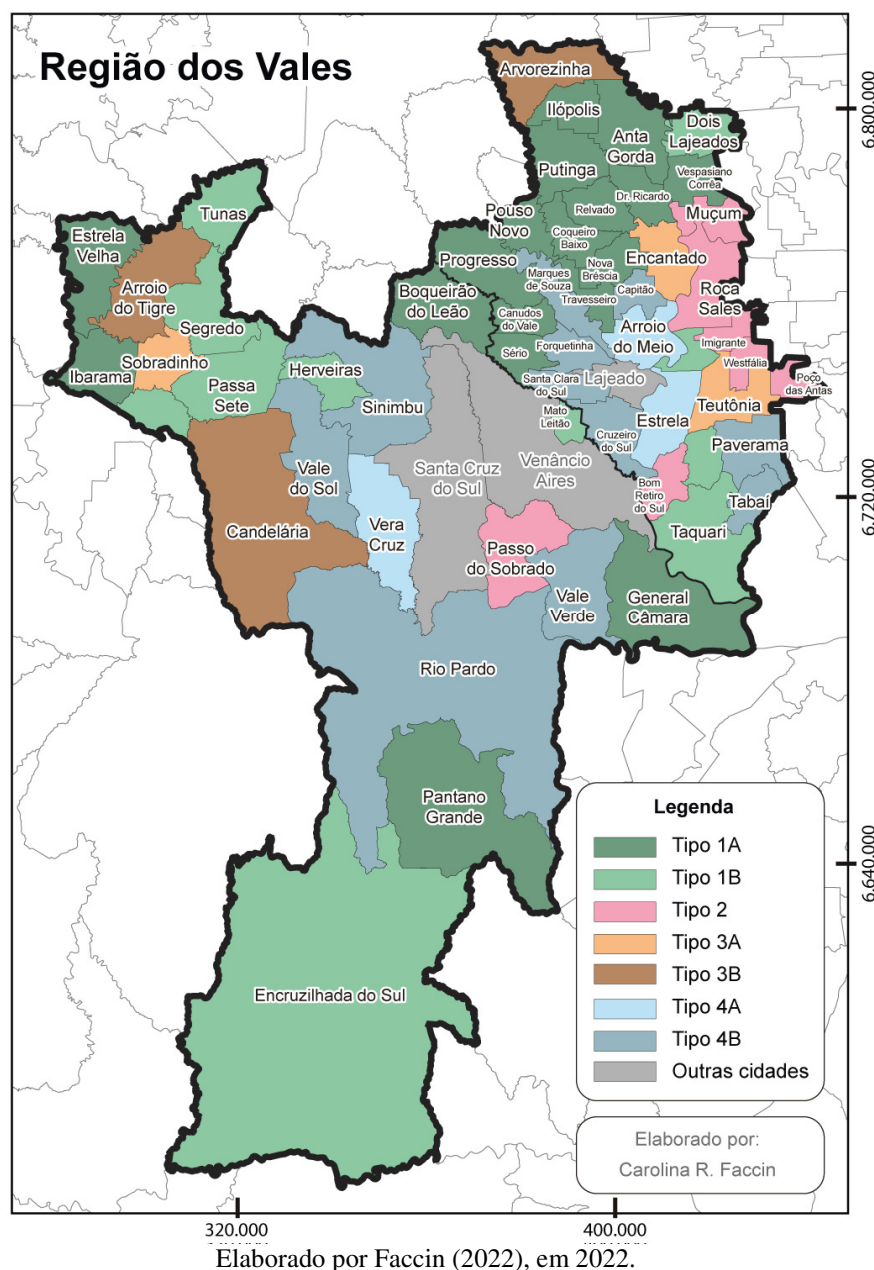 Região dos Vales
Arvorezinha
6.800.000
Ilópolis
Dois
Lajeados
Anta
Gorda
Putinga
Vespasiano
Corrêa
Dr. Ricardo
Tunas
Pouso
Novo
Relvado
Muçum
Estrela
Velha
Coqueiro
Baixo
Progresso
Encantado
Nova
Bréscia
Marques
de Souza
Capitão
Roca
Sales
Arroio
do Tigre
Boqueirão
do Leão
Travesseiro
Canudos
do Vale
Arroio
do Meio
Segredo
Forquetinha
Imigrante
Sério
Westfália
Sobradinho
Ibarama
Herveiras
Passa
Sete
Sinimbu
Santa Clara
do Sul
Lajeado
Poço
das Antas
Estrela
Teutônia
Mato
Leitão
Cruzeiro
do Sul
Paverama
Vale
do Sol
Santa Cruz
do Sul
Venâncio
Aires
Bom
Retiro
do Sul
Tabaí
6.720.000
Candelária
Vera
Cruz
Passo
do Sobrado
Taquari
Vale
Verde
General
Câmara
Rio Pardo
Pantano
Grande
Encruzilhada do Sul
Legenda
Tipo 1A
Tipo 1B
Tipo 2
Tipo 3A
Tipo 3B
Tipo 4A
Tipo 4B
Outras cidades
6.640.000
Elaborado por:
Carolina R. Faccin
320.000
400.000
Elaborado por Faccin (2022), em 2022.